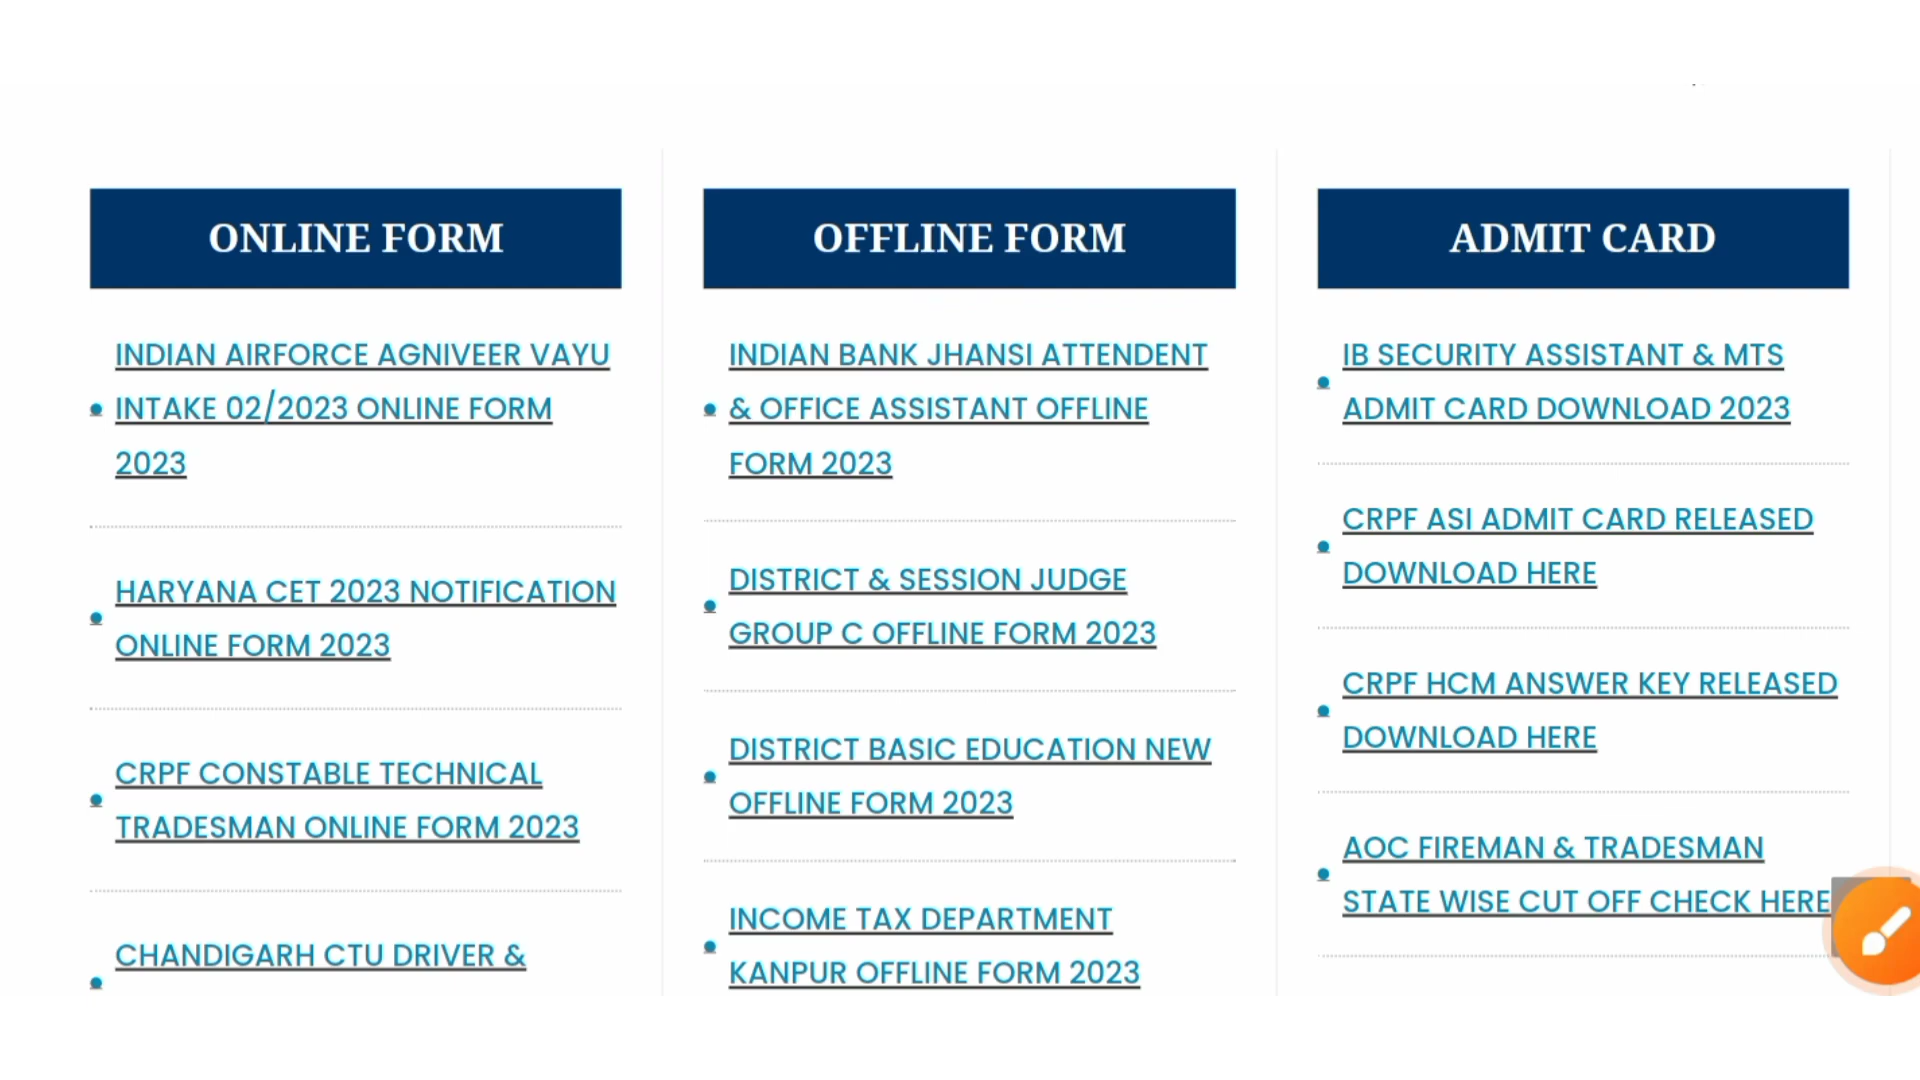 ONLINE FORM
INDIAN AIRFORCE AGNIVEER VAYU
INTAKE 02/2023 ONLINE FORM
2023
HARYANA CET 2023 NOTIFICATION
ONLINE FORM 2023
CRPF CONSTABLE TECHNICAL
TRADESMAN ONLINE FORM 2023
CHANDIGARH CTU DRIVER &
OFFLINE FORM
INDIAN BANK JHANSI ATTENDENT
& OFFICE ASSISTANT OFFLINE
FORM 2023
DISTRICT & SESSION JUDGE
GROUP C OFFLINE FORM 2023
DISTRICT BASIC EDUCATION NEW
OFFLINE FORM 2023
INCOME TAX DEPARTMENT
KANPUR OFFLINE FORM 2023
ADMIT CARD
IB SECURITY ASSISTANT & MTS
ADMIT CARD DOWNLOAD 2023
CRPF ASI ADMIT CARD RELEASED
DOWNLOAD HERE
CRPF HCM ANSWER KEY RELEASED
DOWNLOAD HERE
AOC FIREMAN & TRADESMAN
STATE WISE CUT OFF CHECK HERE